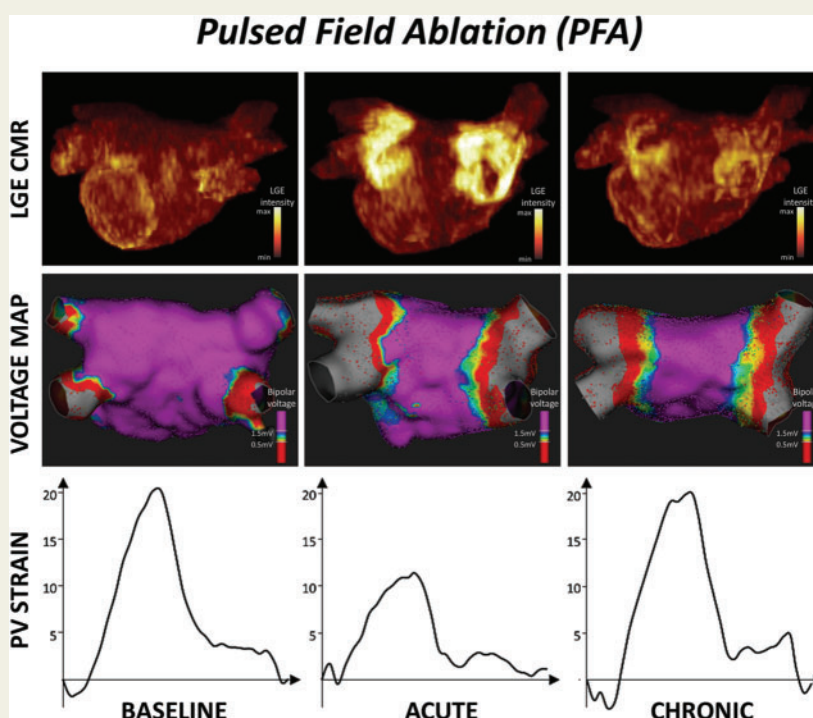 Pulsed Field Ablation (PFA)
LGE CMR
LGE
intensity
max
min
LGE
intensity
max
min
LGE
intensity
max
min
VOLTAGE MAP
Bipolar
voltage
1.5mV
0.5mV
Bipolar
voltage
1.5mV
0.5mV
Bipolar
voltage
1.5mV
0.5mV
PV STRAIN
20
15
10
5
20
15
10
5
20
15
10
5
BASELINE
ACUTE
CHRONIC